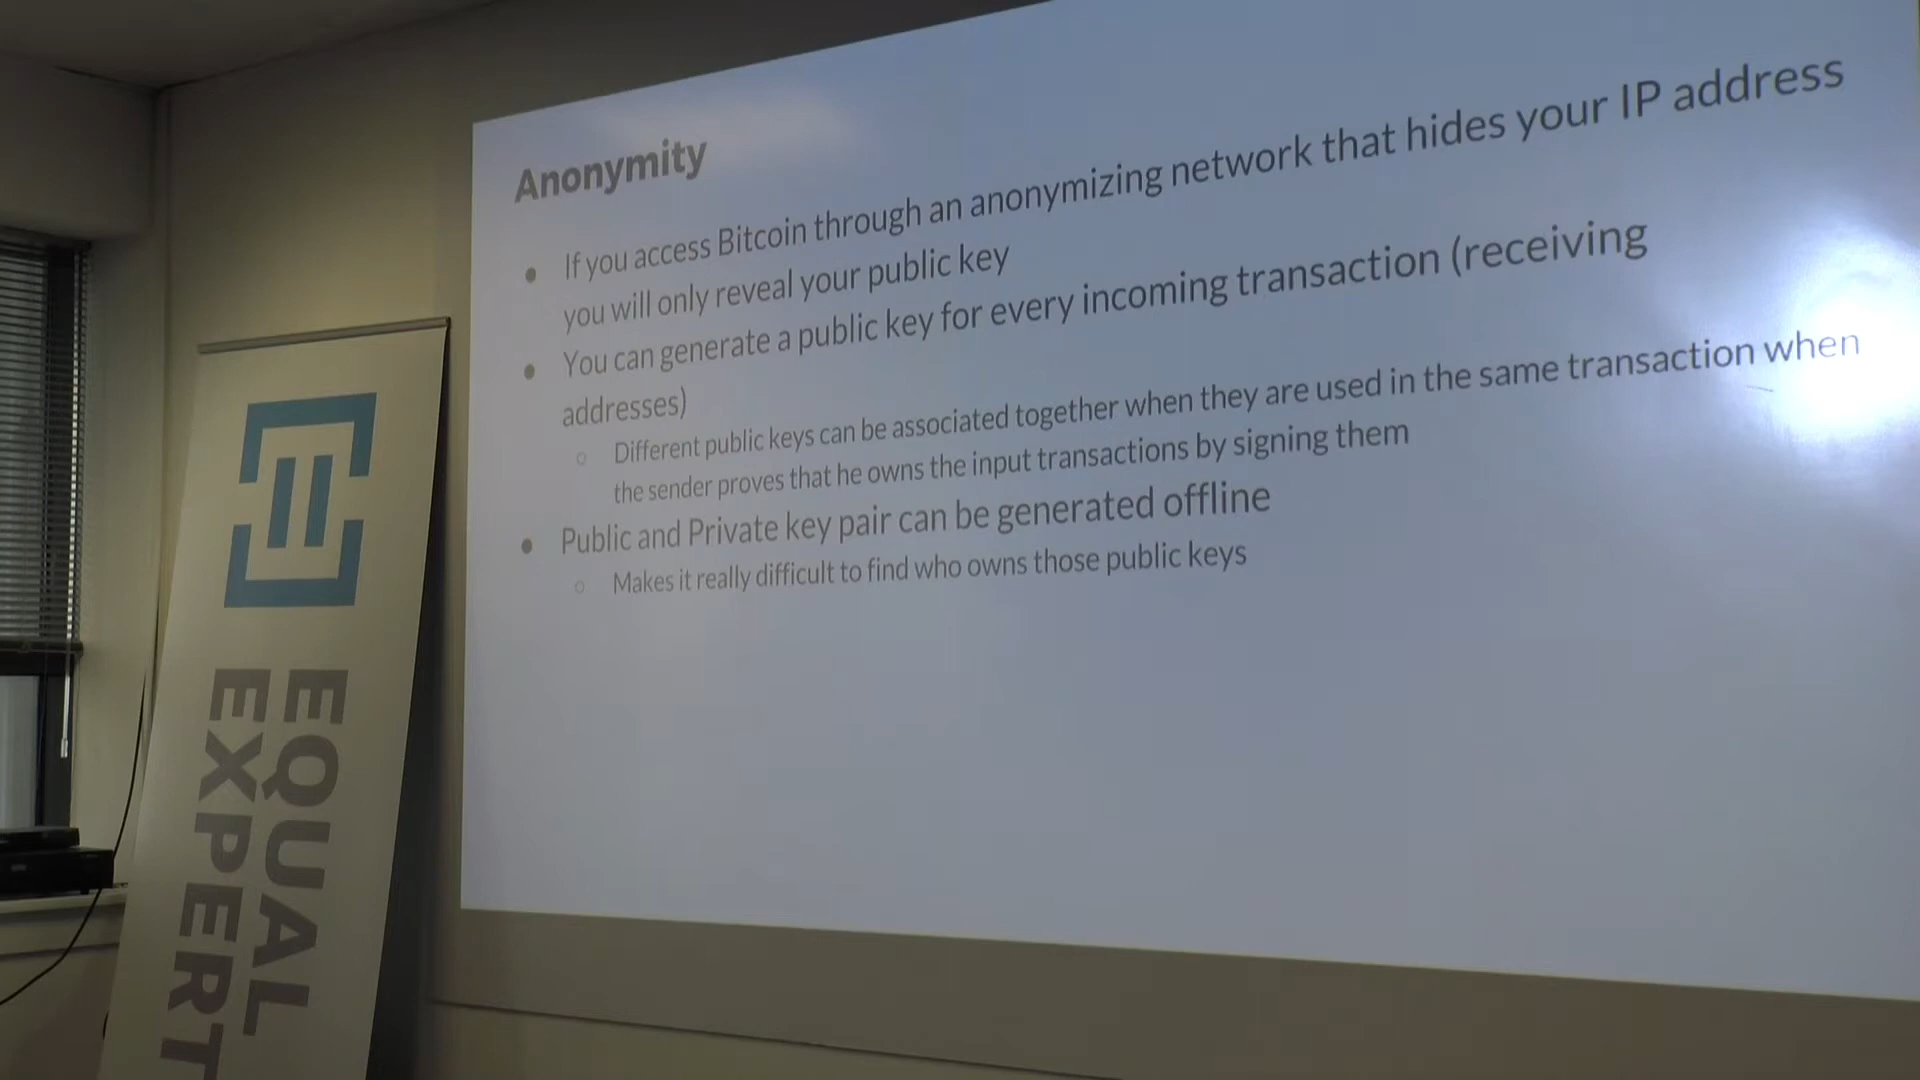 Anonymity
● If you access Bitcoin through an anonymizing network that hides your IP address
you will only reveal your public key
● You can generate a public key for every incoming transaction (receiving
addresses)
○ Different public keys can be associated together when they are used in the same transaction when
the sender proves that he owns the input transactions by signing them
● Public and Private key pair can be generated offline
○ Makes it really difficult to find who owns those public keys
EQUAL
EXPERT